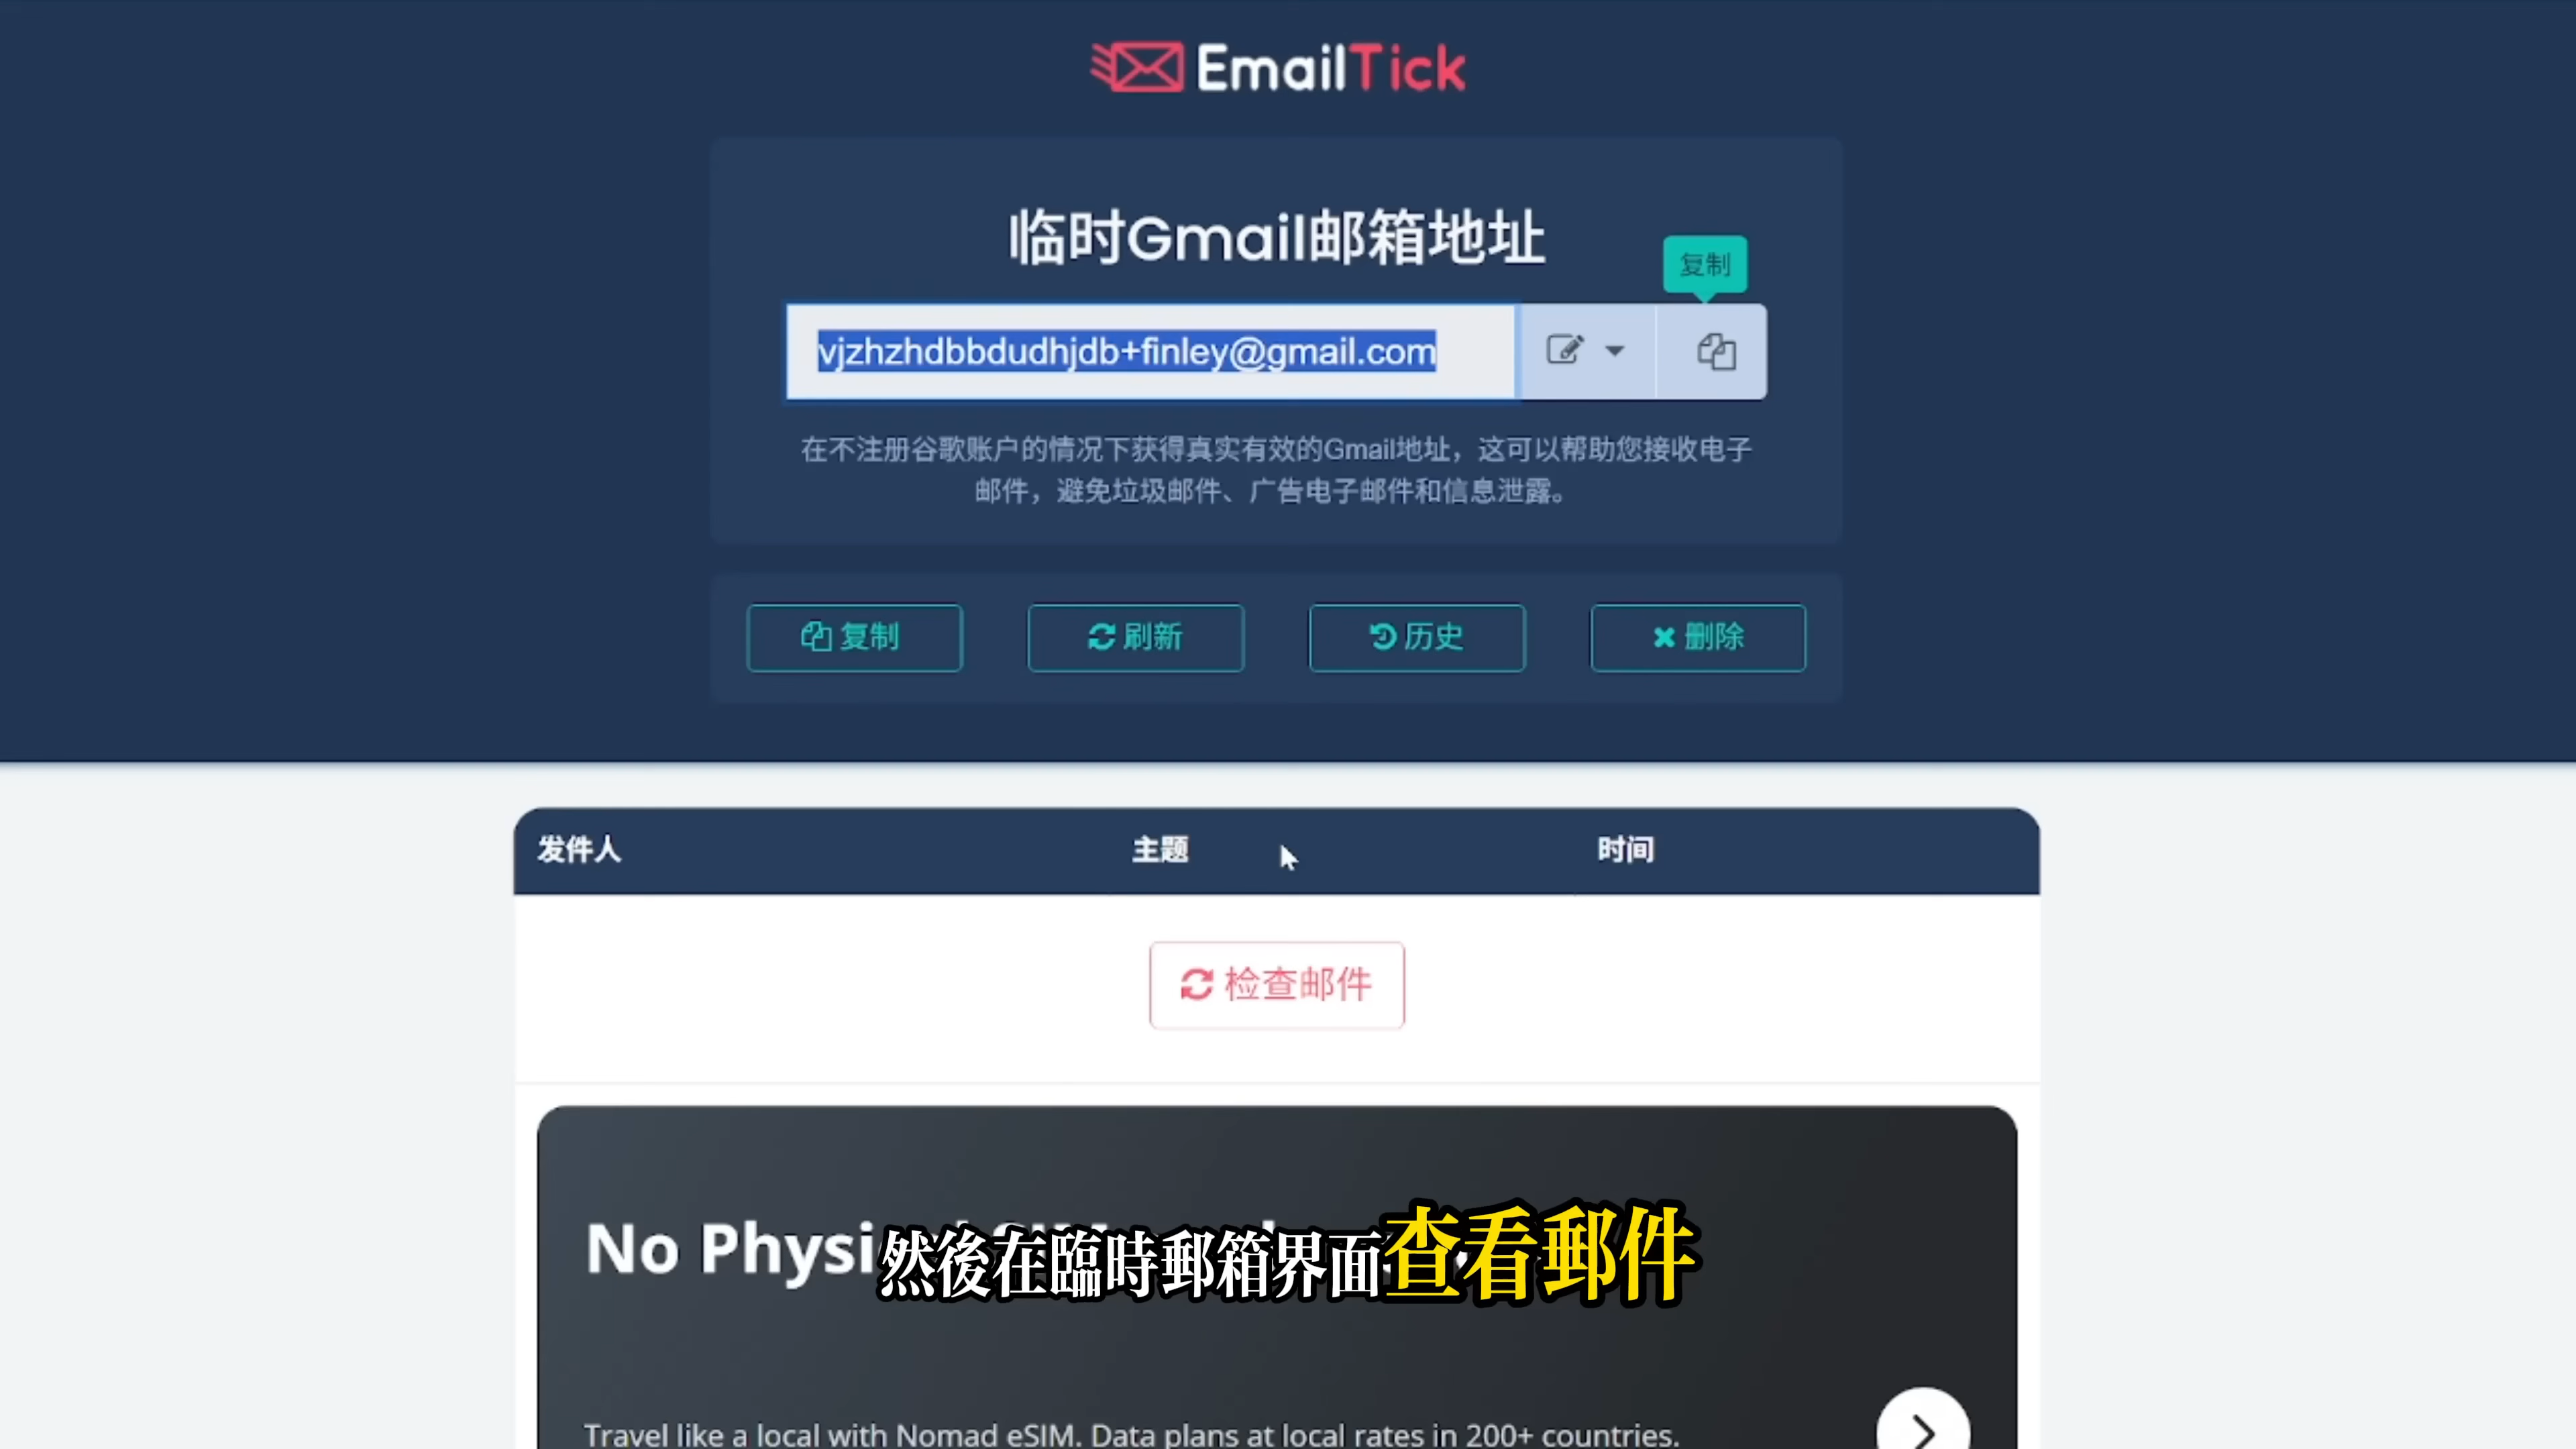 EmailTick
临时Gmail邮箱地址
复制
vjzhzhdbbdudhjdb+finley@gmail.com
在不注册谷歌账户的情况下获得真实有效的Gmail地址，这可以帮助您接收电子
邮件，避免垃圾邮件、广告电子邮件和信息泄露。
复制 刷新 历史 删除
发件人 主题 时间
检查邮件
No
然後在臨時郵箱界面查看郵件
Travel like a local with Nomad eSIM. Data plans at local rates in 200+ countries.